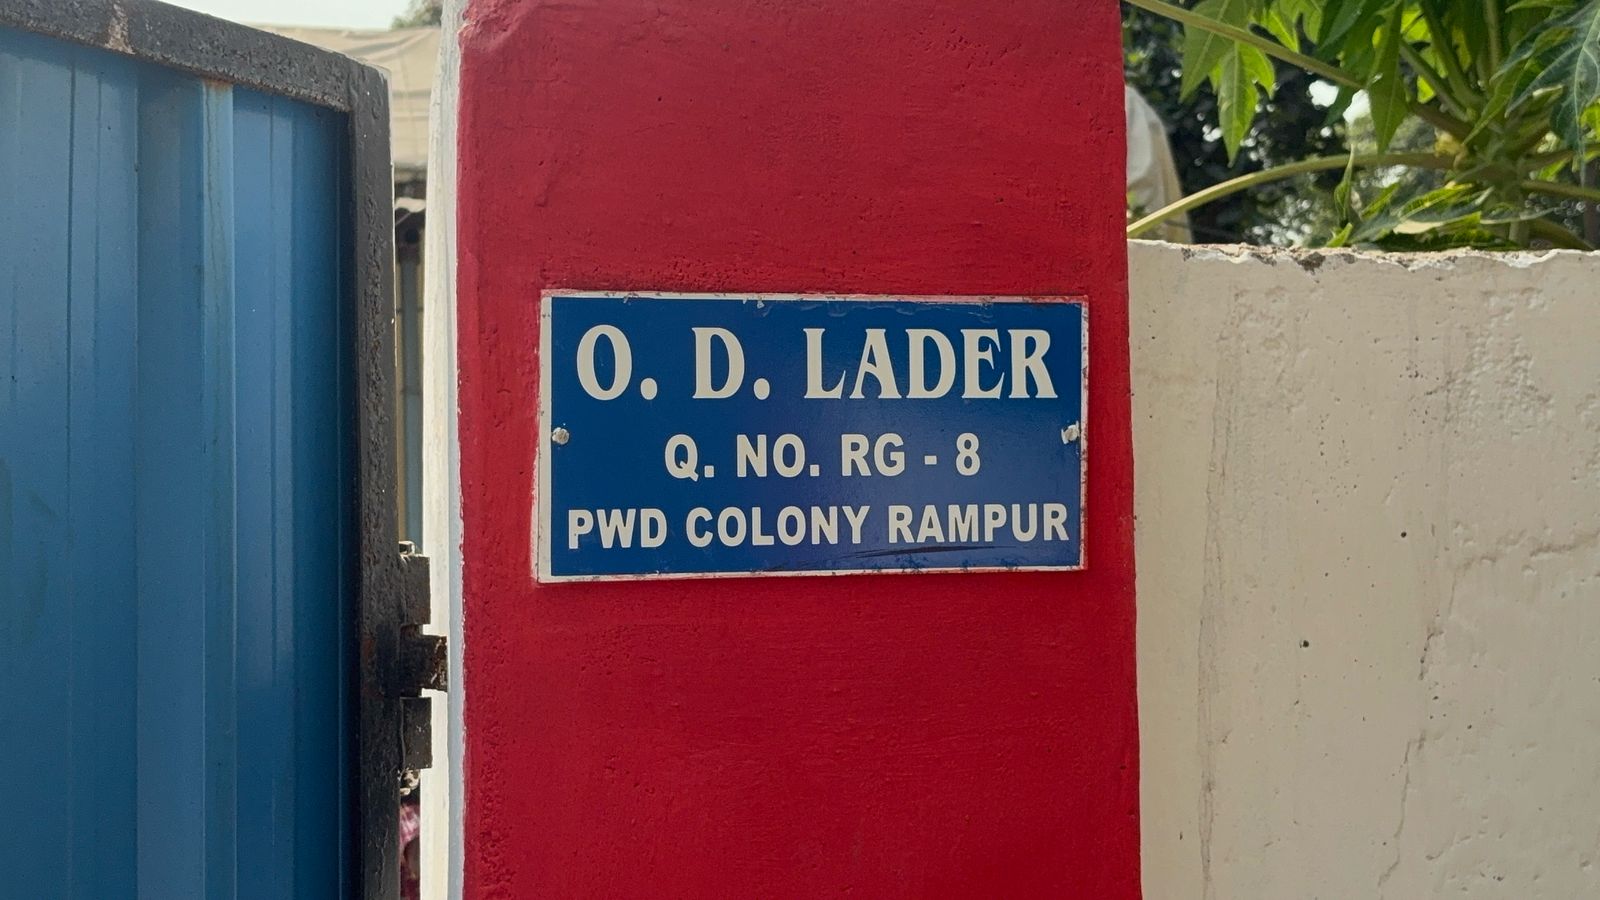 O. D. LADER
Q. NO. RG - 8
PWD COLONY RAMPUR